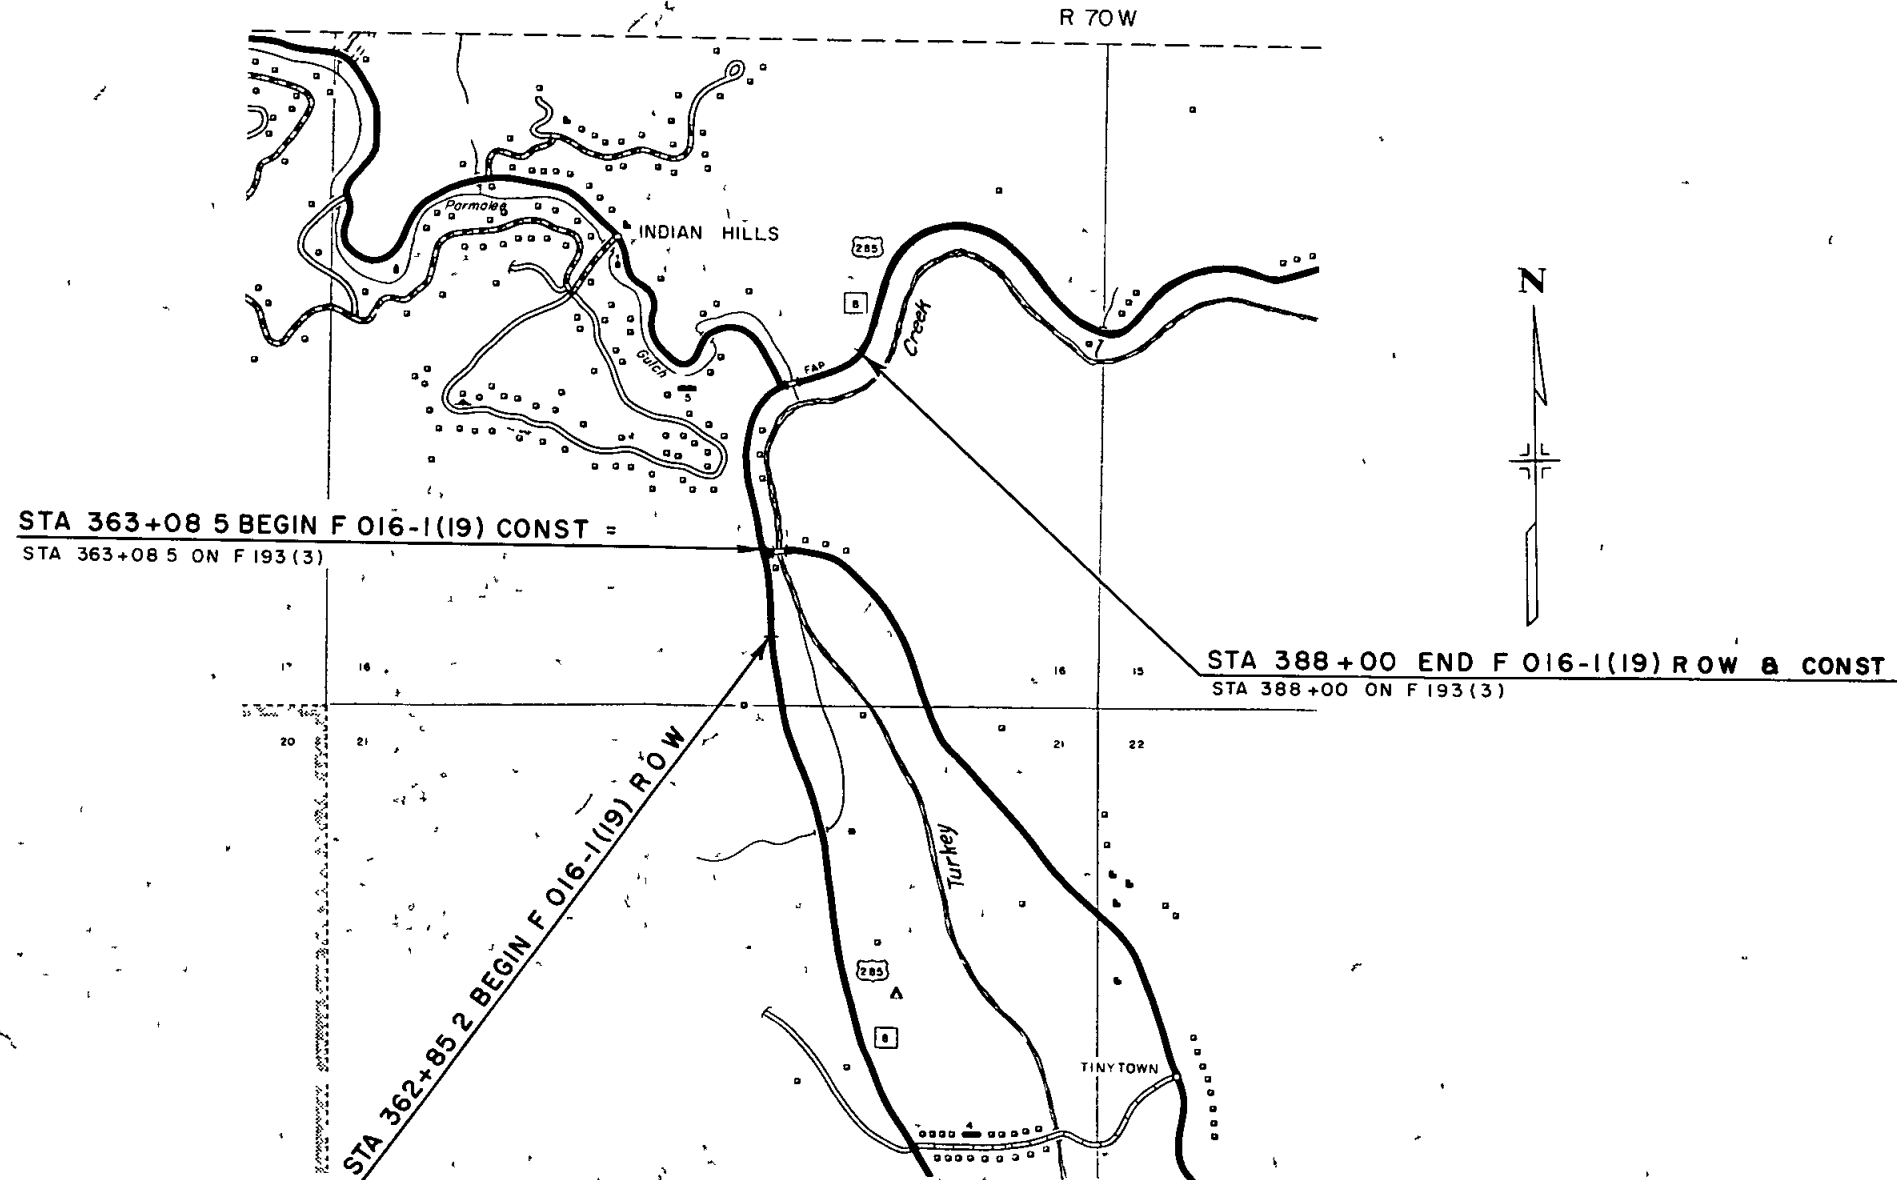 R 70 W
Parmalee
INDIAN HILLS
285
8
Creek
FAP
Gulch
5
STA 363+08 5 BEGIN F 016-1(19) CONST =
STA 363+08 5 ON F 193(3)
STA 388+00 END F 016-1(19) ROW & CONST
STA 388+00 ON F 193(3)
STA 362+85 2 BEGIN F 016-1(19) ROW
N
17 16
16 15
20 21
21 22
Turkey
285
8
TINYTOWN
4